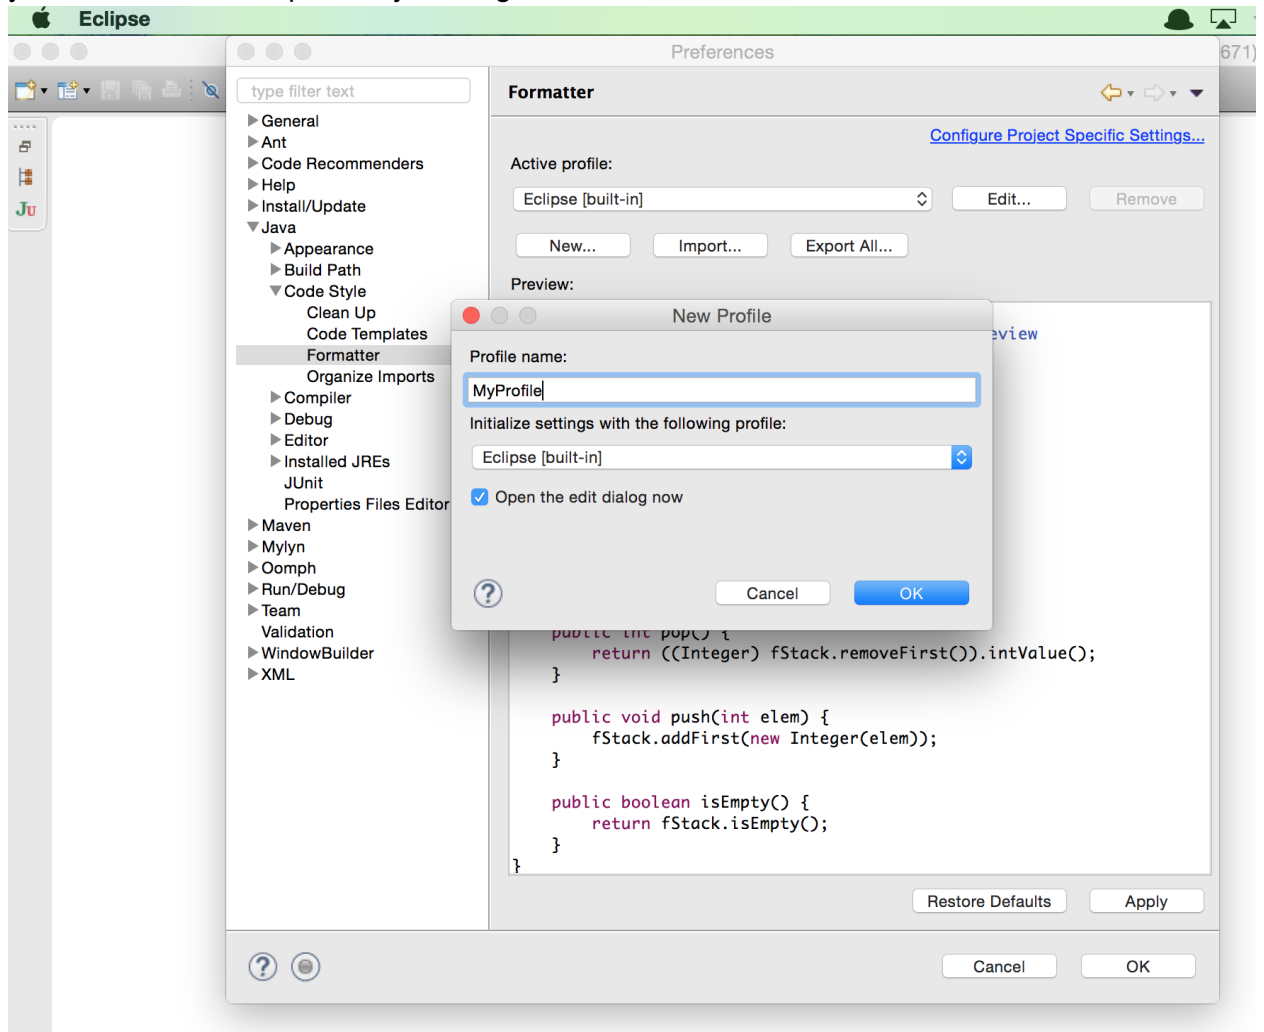 Eclipse
Preferences
671)
type filter text
Formatter
General
Ant
Code Recommenders
Help
Install/Update
Java
Appearance
Build Path
Code Style
Clean Up
Code Templates
Formatter
Organize Imports
Compiler
Debug
Editor
Installed JREs
JUnit
Properties Files Editor
Maven
Mylyn
Oomph
Run/Debug
Team
Validation
WindowBuilder
XML
Configure Project Specific Settings...
Active profile:
Eclipse [built-in]
Edit...
Remove
New...
Import...
Export All...
Preview:
New Profile
eview
Profile name:
MyProfile
Initialize settings with the following profile:
Eclipse [built-in]
Open the edit dialog now
?
Cancel
OK
public int pop() {
return ((Integer) fStack.removeFirst()).intValue();
}
public void push(int elem) {
fStack.addFirst(new Integer(elem));
}
public boolean isEmpty() {
return fStack.isEmpty();
}
}
Restore Defaults
Apply
?
Cancel
OK
JU